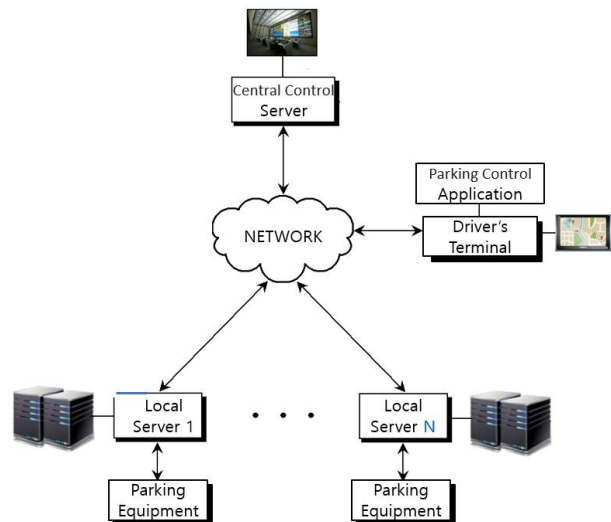 Central Control
Server
Parking Control
Application
NETWORK
Driver's
Terminal
Local
Server 1
Local
Server N
Parking
Equipment
Parking
Equipment